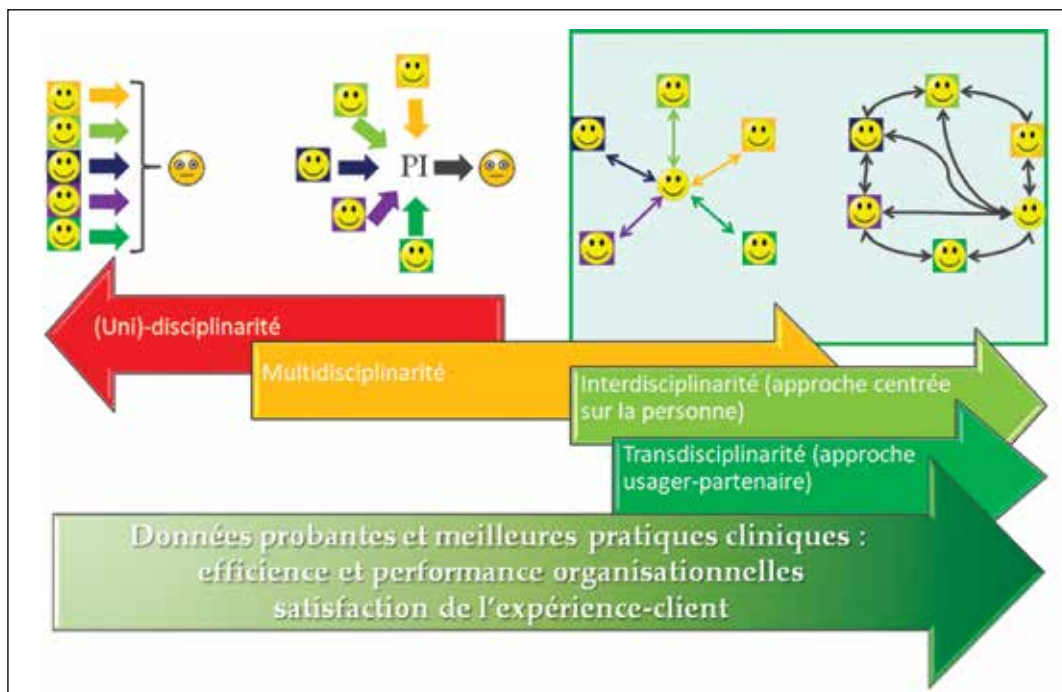 PI
(Uni)-disciplinarité
Multidisciplinarité
Interdisciplinarité (approche centrée
sur la personne)
Transdisciplinarité (approche
usager-partenaire)
Données probantes et meilleures pratiques cliniques :
efficience et performance organisationnelles
satisfaction de l'expérience-client